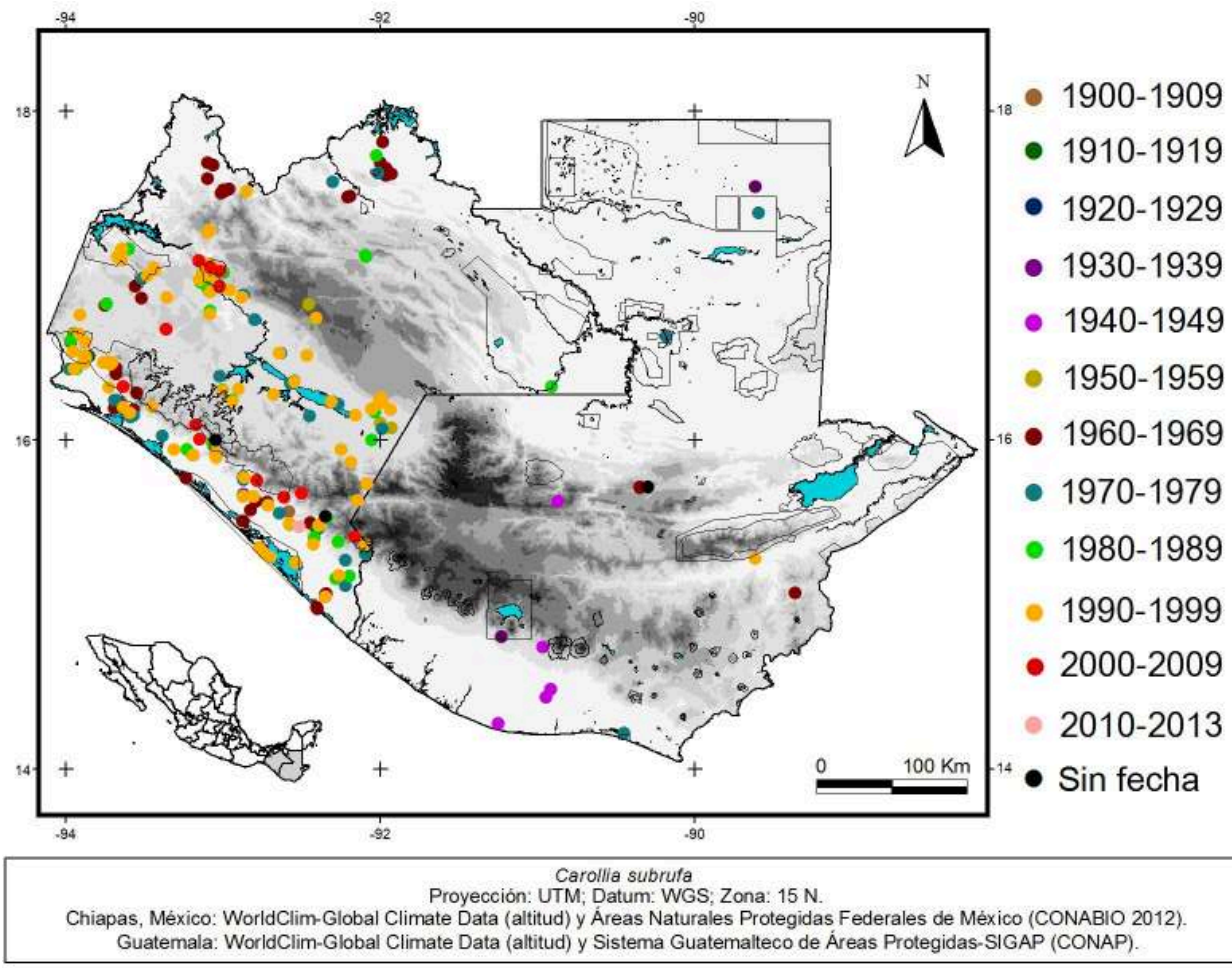 -94 -92 -90
18 18
N
16 16
14 14
0 100 Km
-94 -92 -90
1900-1909
1910-1919
1920-1929
1930-1939
1940-1949
1950-1959
1960-1969
1970-1979
1980-1989
1990-1999
2000-2009
2010-2013
Sin fecha
Carollia subrufa
Proyección: UTM; Datum: WGS; Zona: 15 N.
Chiapas, México: WorldClim-Global Climate Data (altitud) y Áreas Naturales Protegidas Federales de México (CONABIO 2012).
Guatemala: WorldClim-Global Climate Data (altitud) y Sistema Guatemalteco de Áreas Protegidas-SIGAP (CONAP).